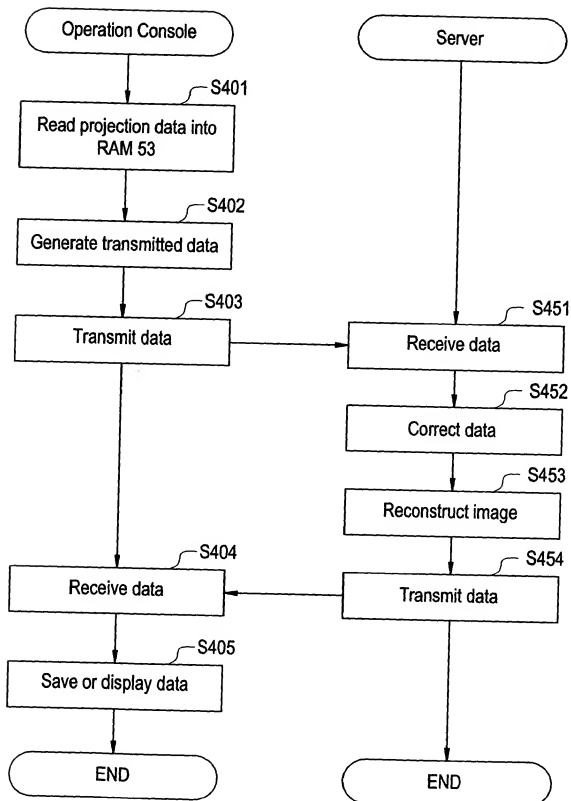 Operation Console
Server
S401
Read projection data into
RAM 53
S402
Generate transmitted data
S403
Transmit data
S451
Receive data
S452
Correct data
S453
Reconstruct image
S404
Receive data
S454
Transmit data
S405
Save or display data
END
END